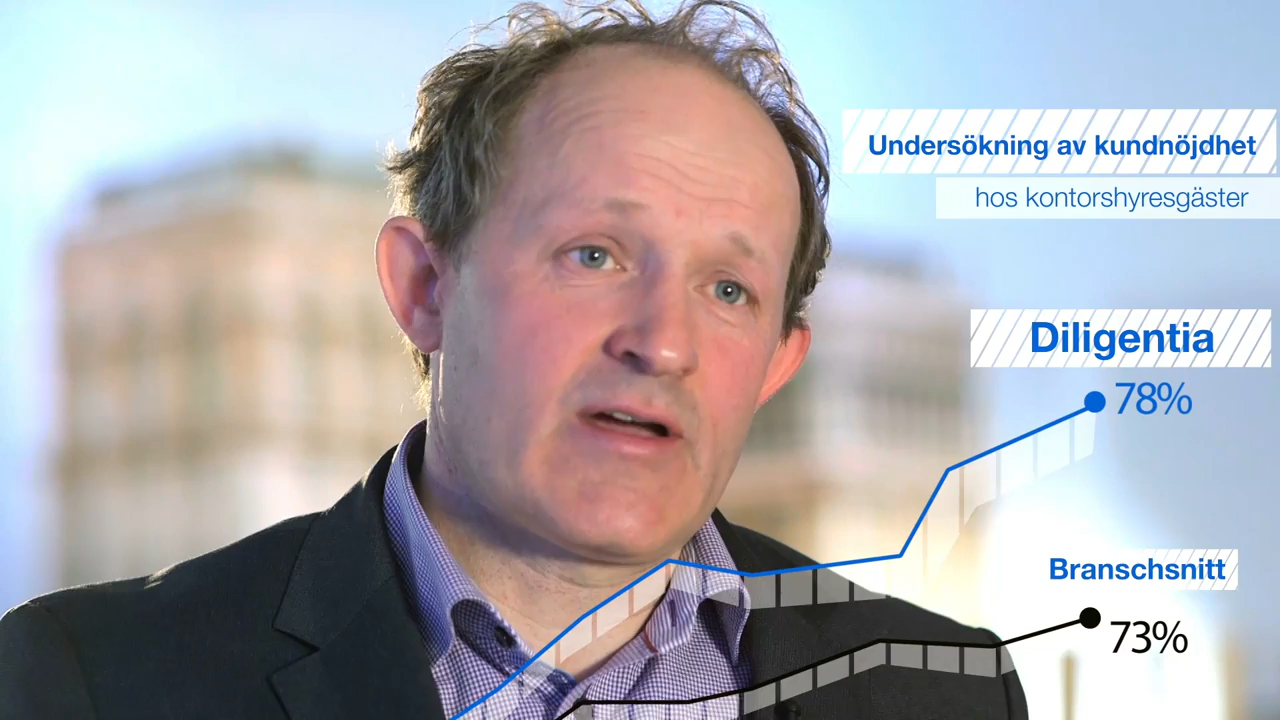 Undersökning av kundnöjdhet
hos kontorshyresgäster
Diligentia
78%
Branschsnitt
73%